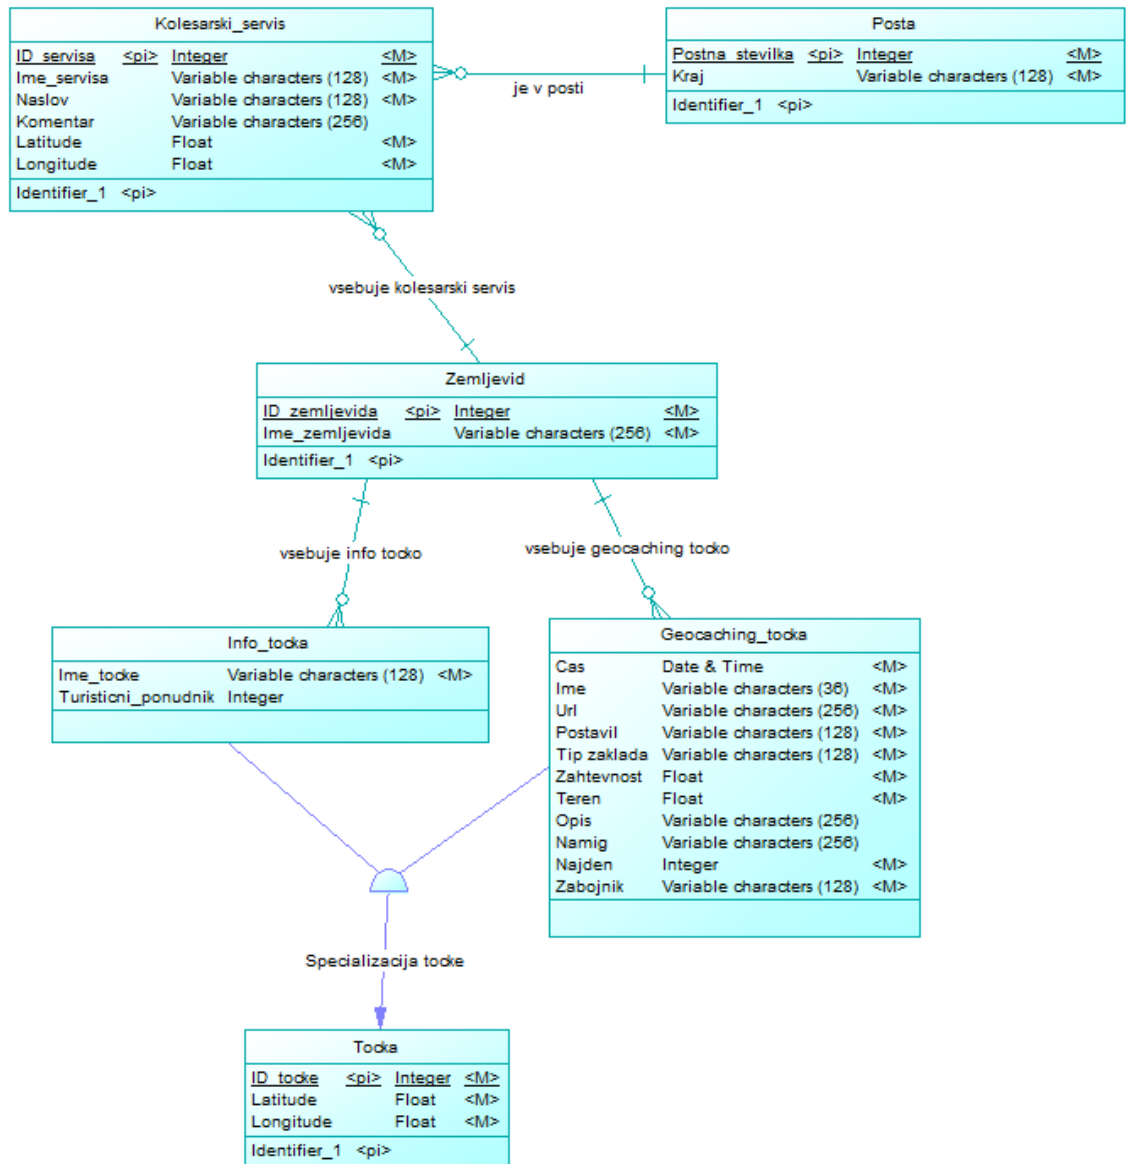 Kolesarski_servis
ID_servisa <pi> Integer <M>
Ime_servisa Variable characters (128) <M>
Naslov Variable characters (128) <M>
Komentar Variable characters (256)
Latitude Float <M>
Longitude Float <M>
Identifier_1 <pi>
je v posti
Posta
Postna_stevilka <pi> Integer <M>
Kraj Variable characters (128) <M>
Identifier_1 <pi>
vsebuje kolesarski servis
Zemljevid
ID_zemljevida <pi> Integer <M>
Ime_zemljevida Variable characters (256) <M>
Identifier_1 <pi>
vsebuje info tocko
vsebuje geocaching tocko
Info_tocka
Ime_tocke Variable characters (128) <M>
Turisticni_ponudnik Integer
Geocaching_tocka
Cas Date & Time <M>
Ime Variable characters (36) <M>
Url Variable characters (256) <M>
Postavil Variable characters (128) <M>
Tip zaklada Variable characters (128) <M>
Zahtevnost Float <M>
Teren Float <M>
Opis Variable characters (256)
Namig Variable characters (256)
Najden Integer <M>
Zabojnik Variable characters (128) <M>
Specializacija tocke
Tocka
ID_tocke <pi> Integer <M>
Latitude Float <M>
Longitude Float <M>
Identifier_1 <pi>